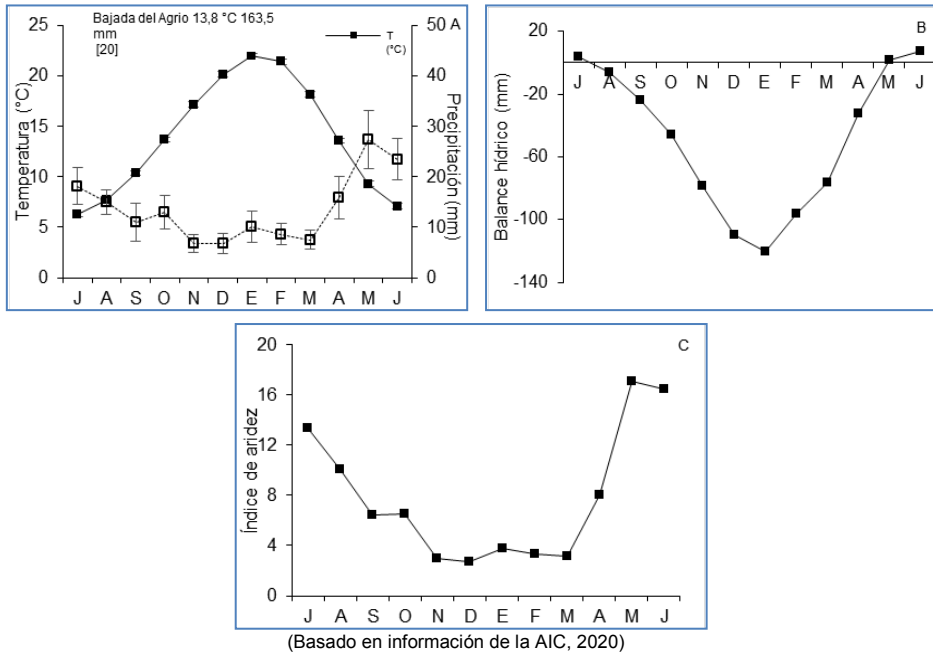 Bajada del Agrio 13,8 °C 163,5
mm
[20]
T
(°C)
A
Temperatura (°C)
25
20
15
10
5
0
Precipitación (mm)
50
40
30
20
10
0
J A S O N D E F M A M J
B
Balance hídrico (mm)
20
-20
-60
-100
-140
J A S O N D E F M A M J
C
Índice de aridez
20
16
12
8
4
0
J A S O N D E F M A M J
(Basado en información de la AIC, 2020)